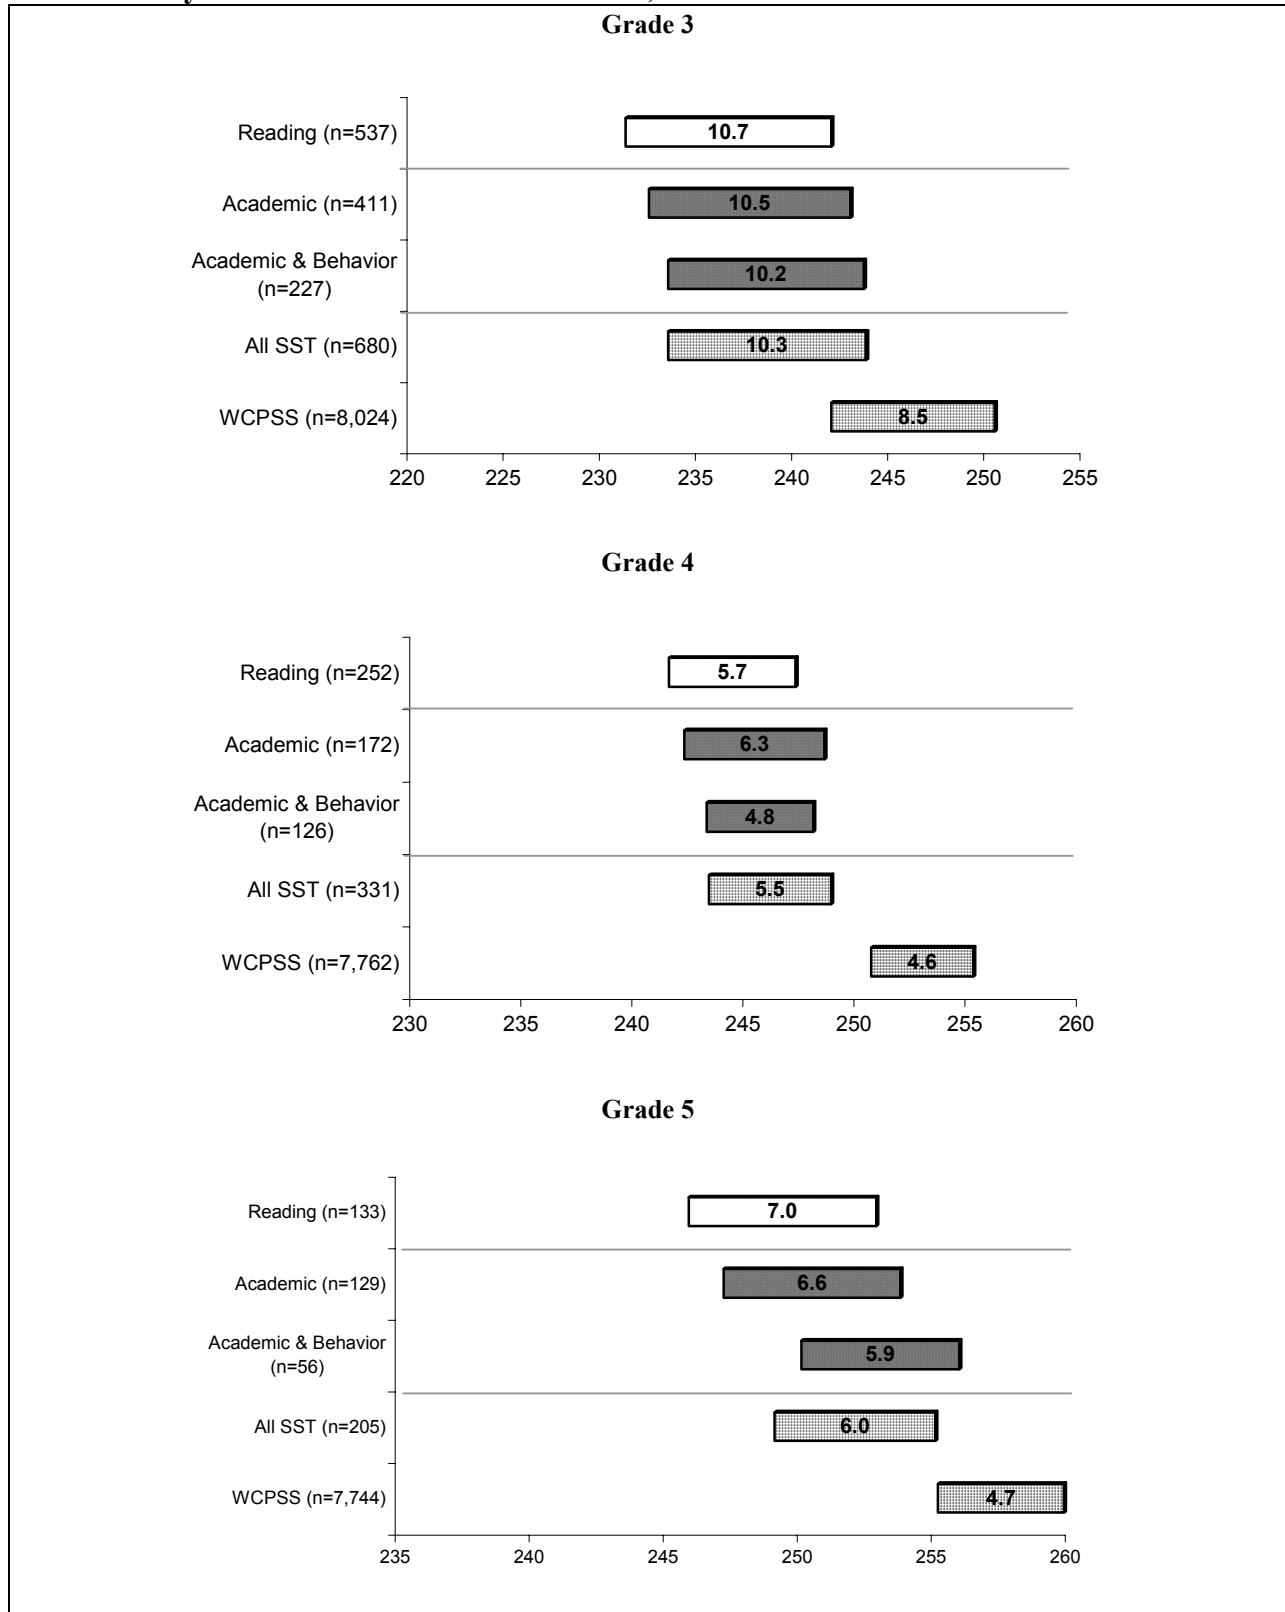 Grade 3
Reading (n=537)
10.7
Academic (n=411)
10.5
Academic & Behavior
(n=227)
10.2
All SST (n=680)
10.3
WCPSS (n=8,024)
8.5
220 225 230 235 240 245 250 255
Grade 4
Reading (n=252)
5.7
Academic (n=172)
6.3
Academic & Behavior
(n=126)
4.8
All SST (n=331)
5.5
WCPSS (n=7,762)
4.6
230 235 240 245 250 255 260
Grade 5
Reading (n=133)
7.0
Academic (n=129)
6.6
Academic & Behavior
(n=56)
5.9
All SST (n=205)
6.0
WCPSS (n=7,744)
4.7
235 240 245 250 255 260